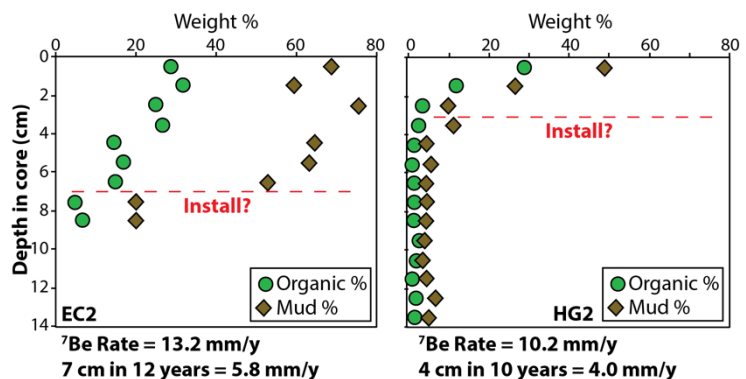 Weight %
0 20 40 60 80
Depth in core (cm)
0
2
4
6
8
10
12
14
Install?
Organic %
Mud %
EC2
⁷Be Rate = 13.2 mm/y
7 cm in 12 years = 5.8 mm/y
Weight %
0 20 40 60 80
Install?
Organic %
Mud %
HG2
⁷Be Rate = 10.2 mm/y
4 cm in 10 years = 4.0 mm/y